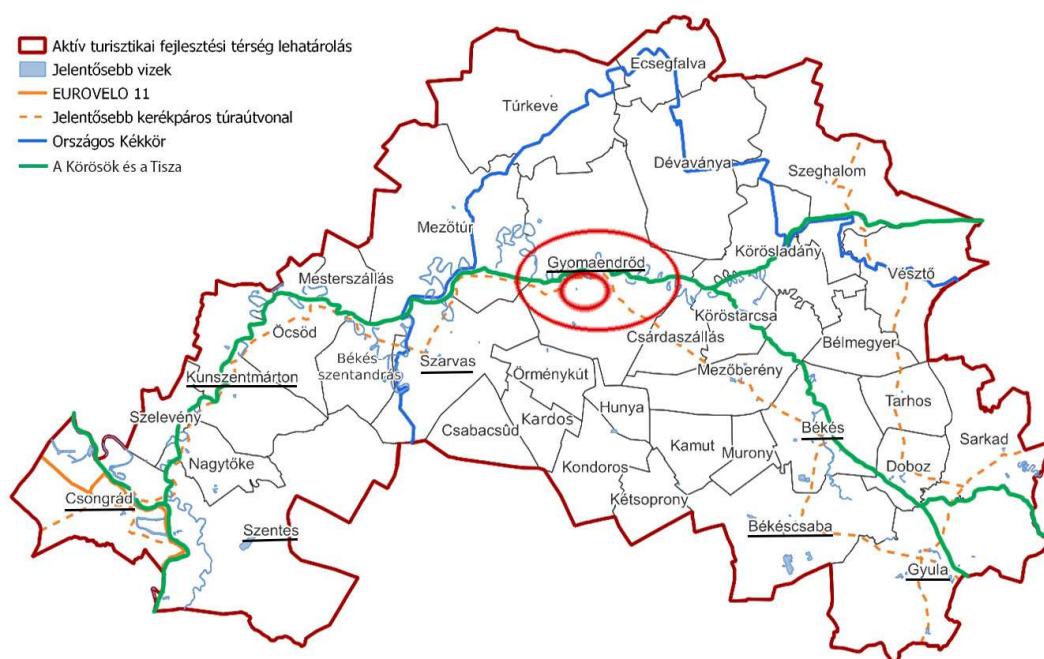 Aktív turisztikai fejlesztési térség lehatárolás
Jelentősebb vizek
EUROVELO 11
Jelentősebb kerékpáros túraútvonal
Országos Kékkör
A Körösök és a Tisza
Ecsegfalva
Túrkeve
Dévaványa
Szeghalom
Mezőtúr
Körösladány
Gyomaendrőd
Vésztő
Mesterszállás
Köröstarcsa
Öcsöd
Csárdaszállás
Bélmegyer
Békés-
szentandrás
Szarvas
Mezőberény
Kunszentmárton
Örménykút
Tarhos
Szelevény
Hunya
Kardos
Csabacsűd
Békés
Sarkad
Kamut
Murony
Nagytőke
Kondoros
Doboz
Csongrád
Kétsoprony
Szentes
Békéscsaba
Gyula